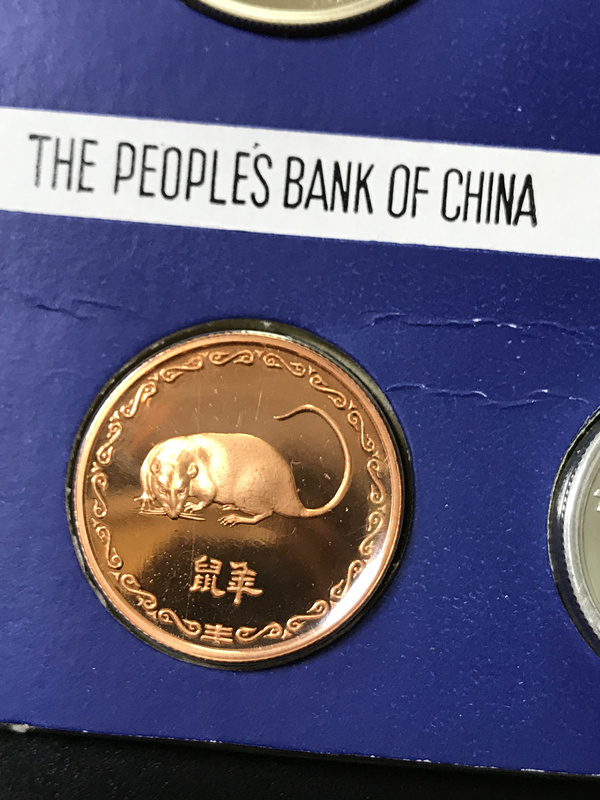 THE PEOPLE'S BANK OF CHINA
鼠年